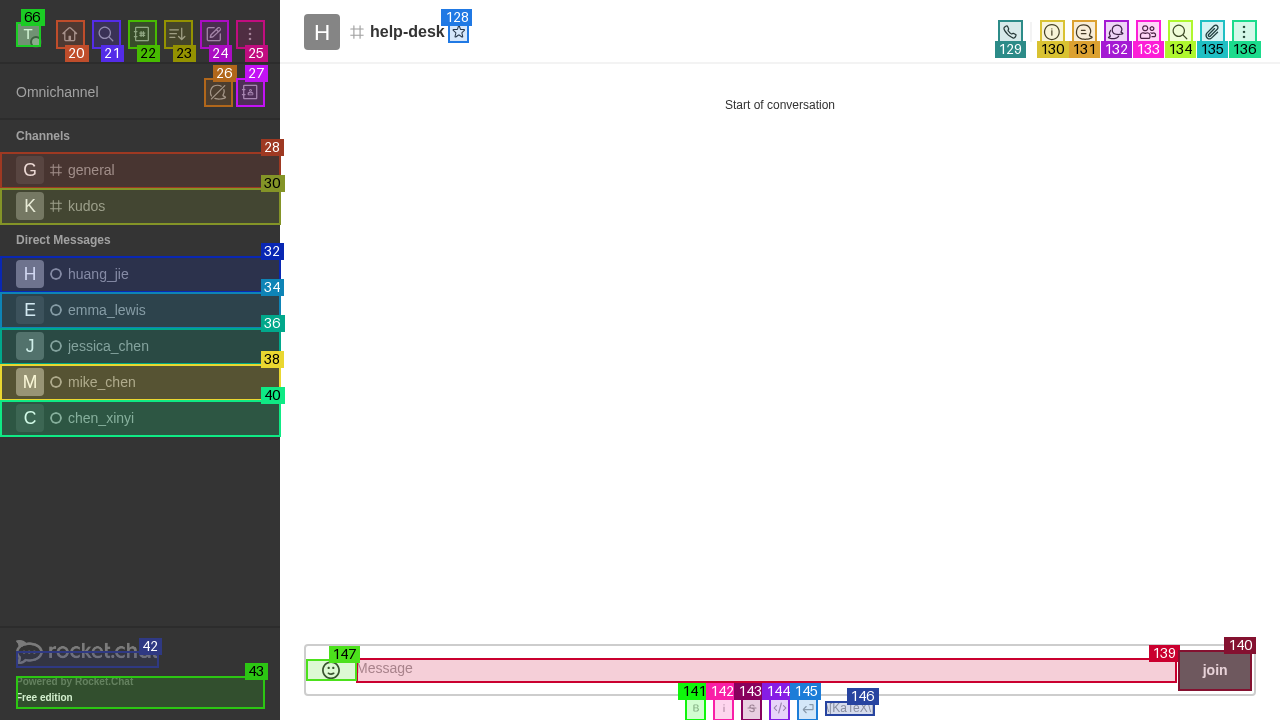 66
T
20
21
22
23
24
25
26
27
Omnichannel
Channels
28
G general
30
K kudos
Direct Messages
32
H huang_jie
34
E emma_lewis
36
J jessica_chen
38
M mike_chen
40
C chen_xinyi
42
rocket.chat
43
Powered by Rocket.Chat
Free edition
128
H help-desk
129
130
131
132
133
134
135
136
Start of conversation
147
139
140
Message
join
141
142
143
144
145
146
B
i
S
</>
\(KaTeX\)